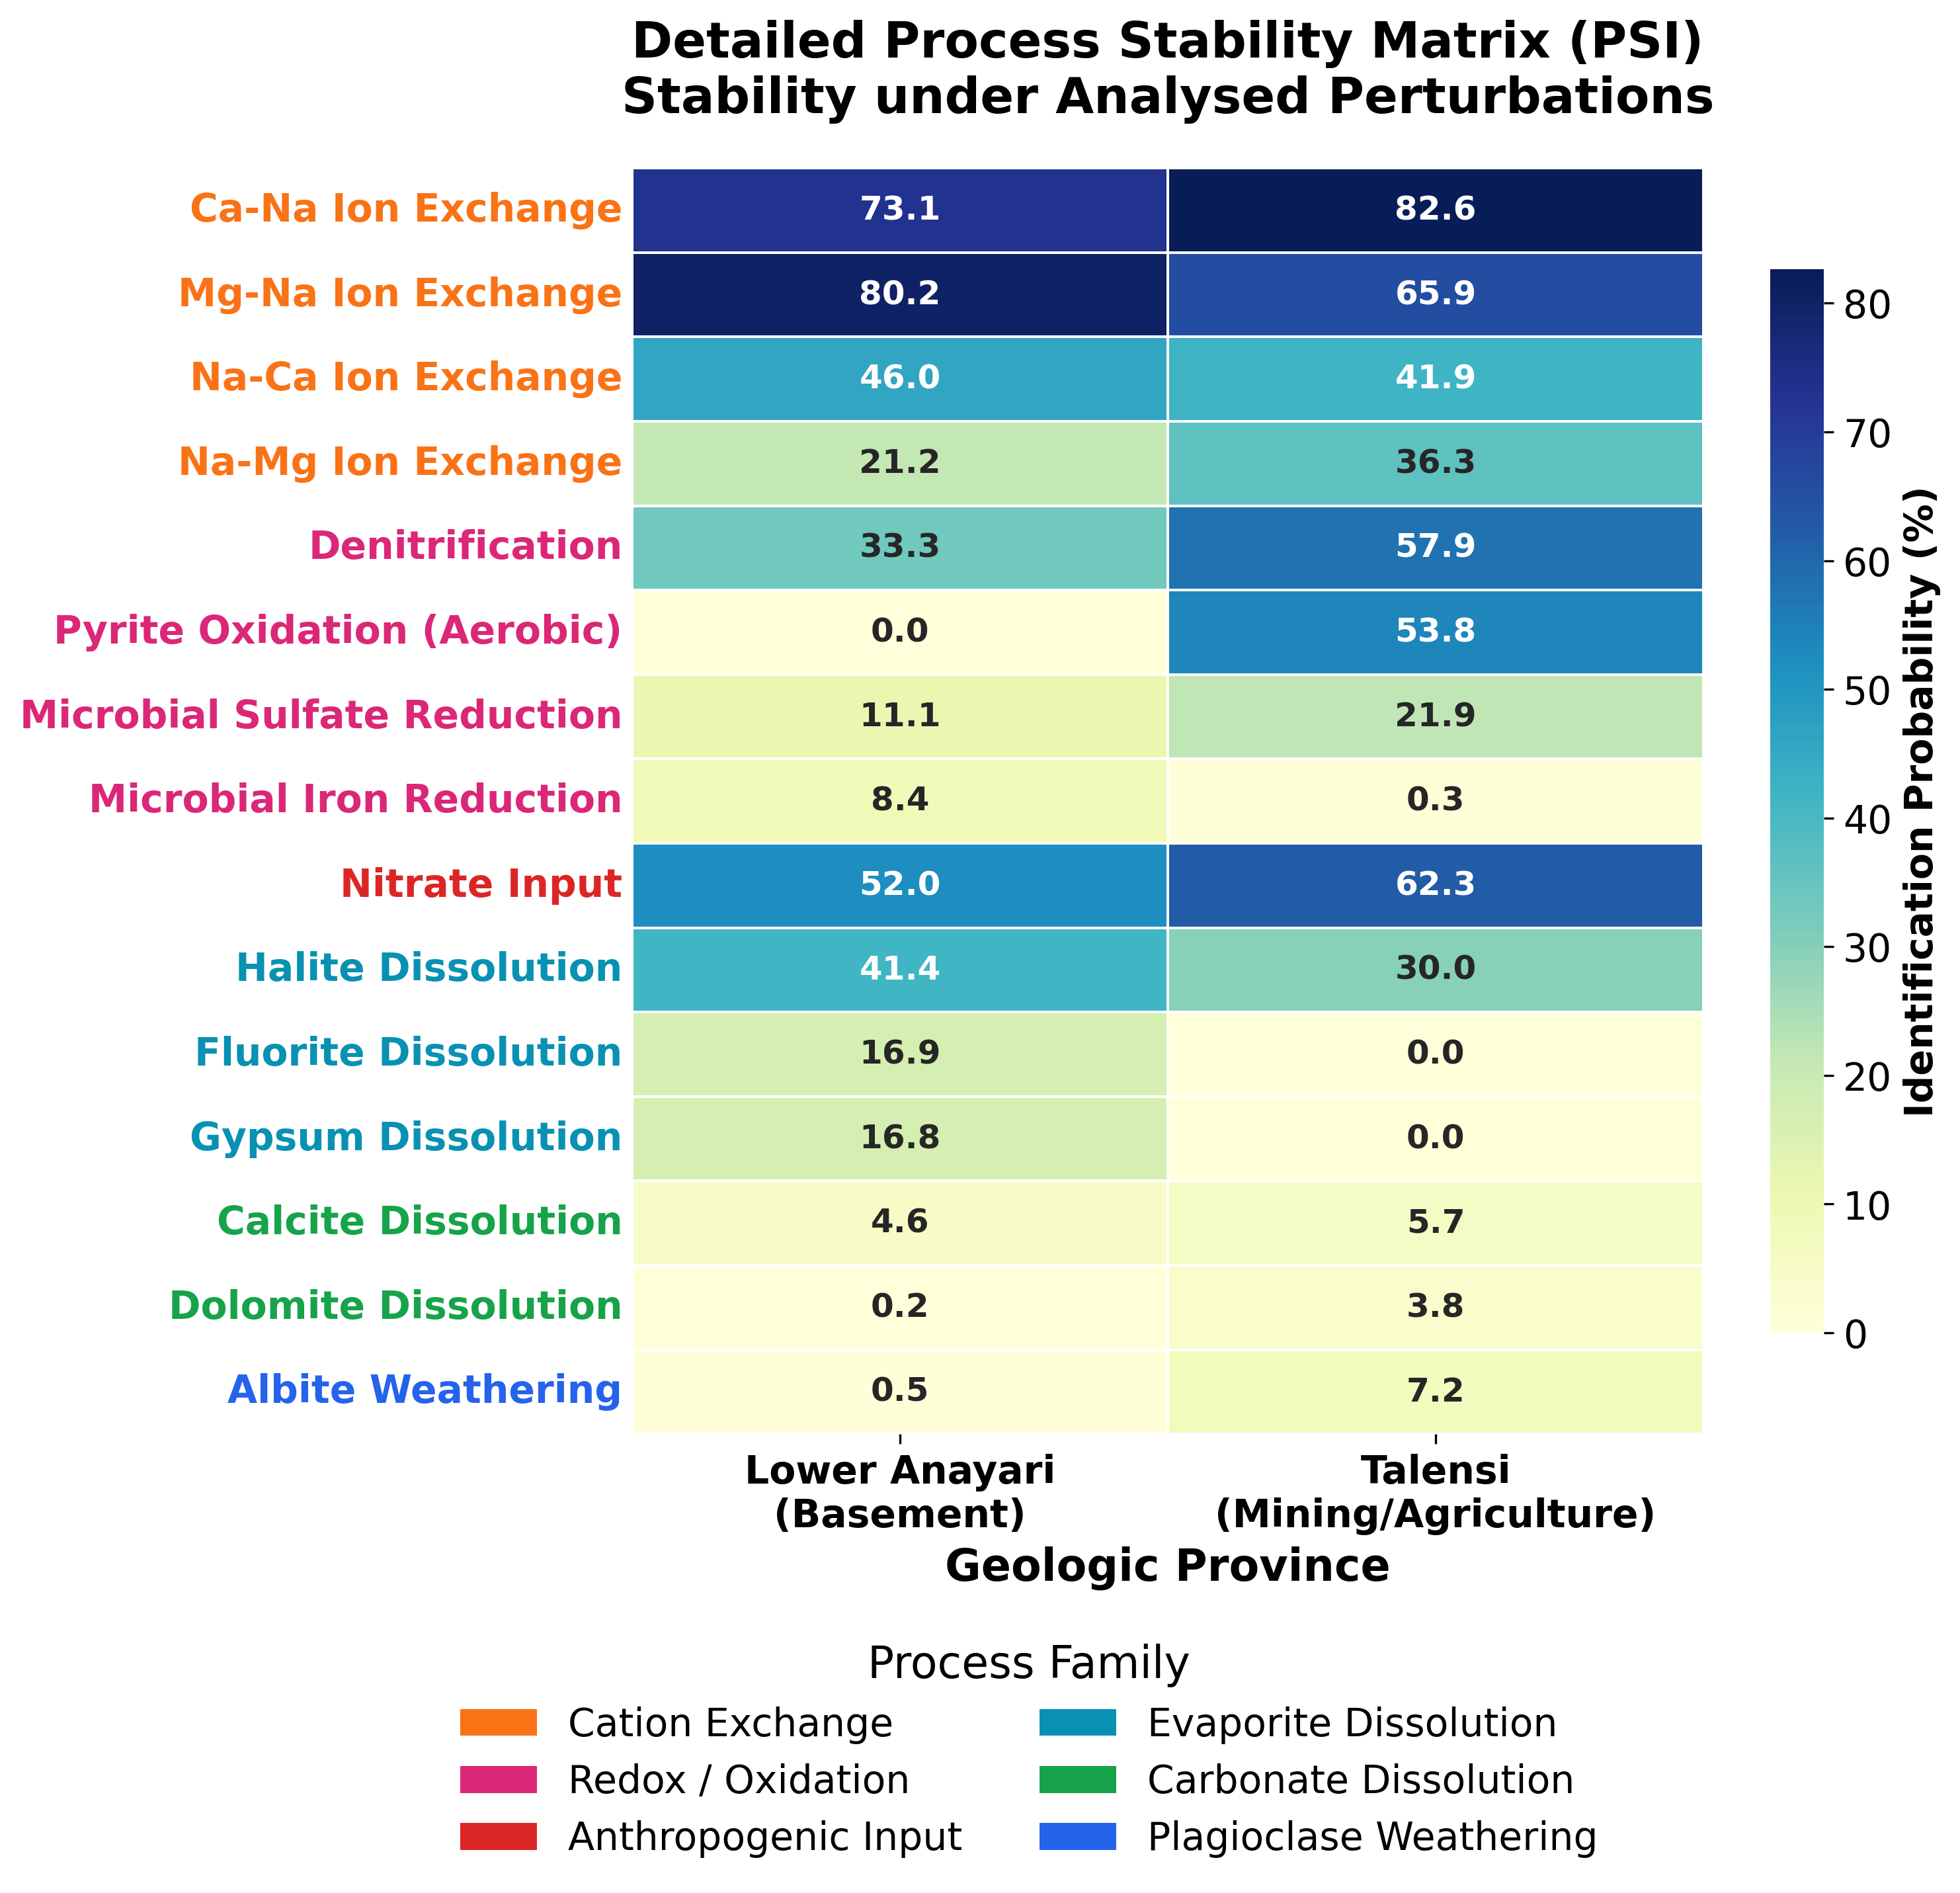 Detailed Process Stability Matrix (PSI)
Stability under Analysed Perturbations
Ca-Na Ion Exchange 73.1 82.6
Mg-Na Ion Exchange 80.2 65.9
Na-Ca Ion Exchange 46.0 41.9
Na-Mg Ion Exchange 21.2 36.3
Denitrification 33.3 57.9
Pyrite Oxidation (Aerobic) 0.0 53.8
Microbial Sulfate Reduction 11.1 21.9
Microbial Iron Reduction 8.4 0.3
Nitrate Input 52.0 62.3
Halite Dissolution 41.4 30.0
Fluorite Dissolution 16.9 0.0
Gypsum Dissolution 16.8 0.0
Calcite Dissolution 4.6 5.7
Dolomite Dissolution 0.2 3.8
Albite Weathering 0.5 7.2
Lower Anayari
(Basement)
Talensi
(Mining/Agriculture)
Geologic Province
80
70
60
50
40
30
20
10
0
Identification Probability (%)
Process Family
Cation Exchange
Redox / Oxidation
Anthropogenic Input
Evaporite Dissolution
Carbonate Dissolution
Plagioclase Weathering